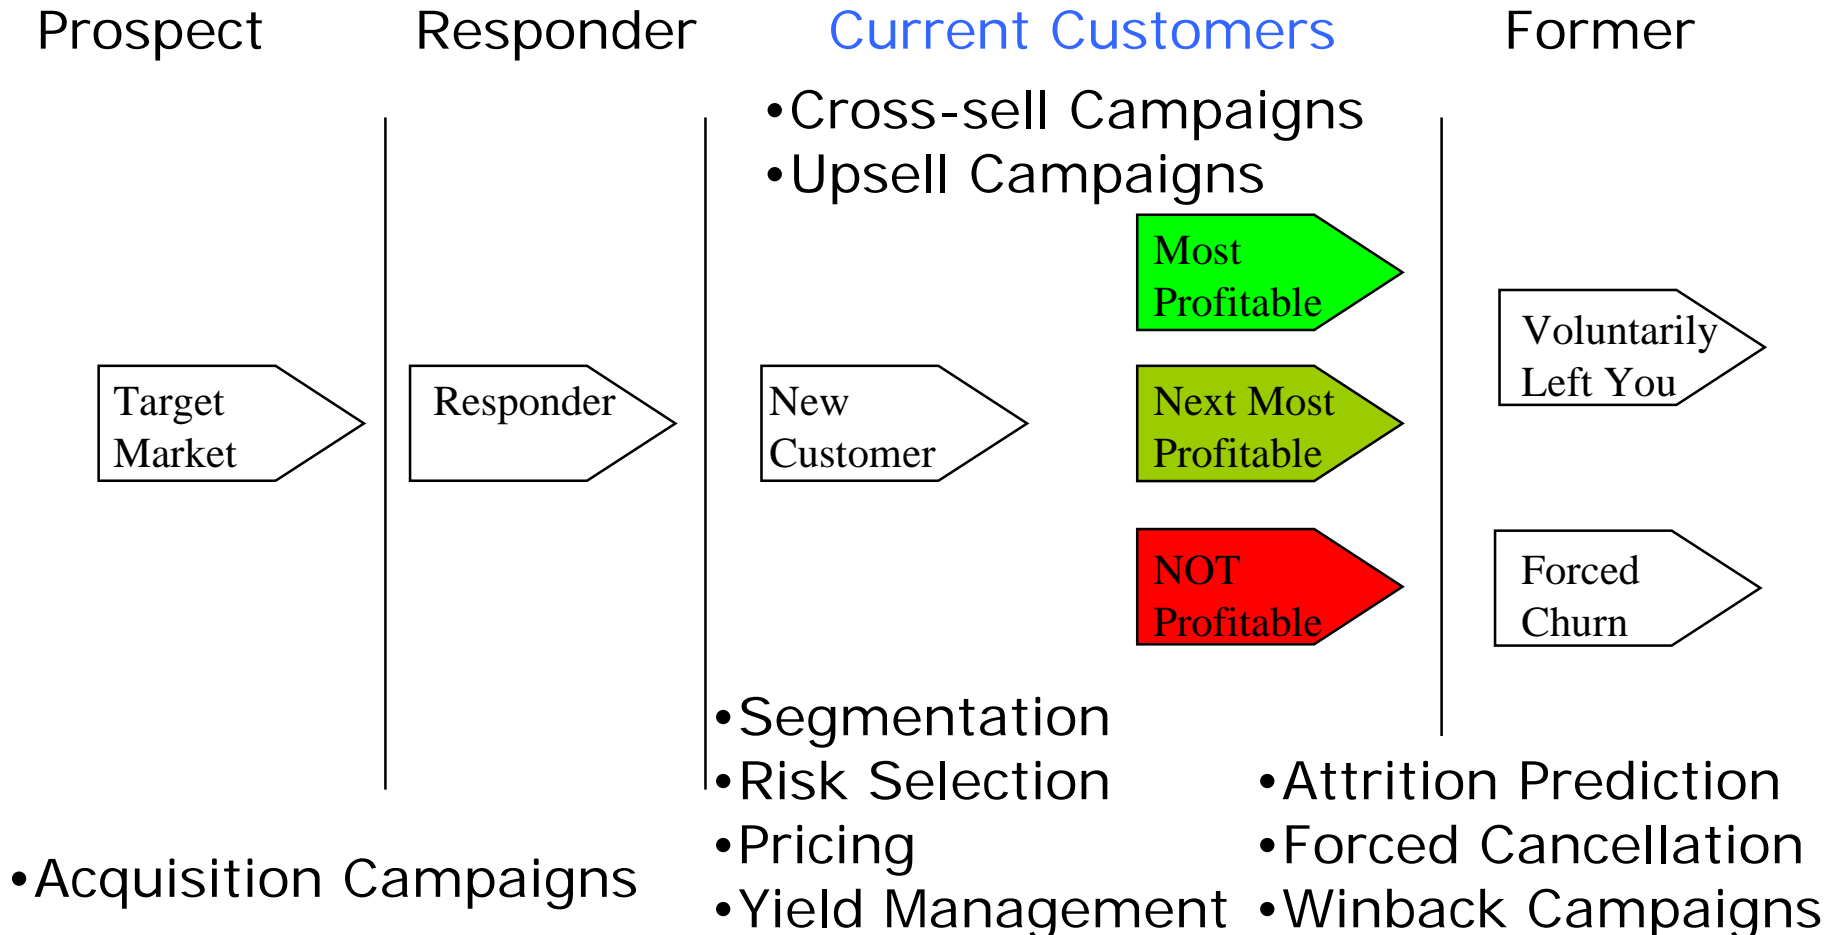 Prospect
Responder
Current Customers
Former
•Cross-sell Campaigns
•Upsell Campaigns
Target
Market
Responder
New
Customer
Most
Profitable
Next Most
Profitable
NOT
Profitable
Voluntarily
Left You
Forced
Churn
•Acquisition Campaigns
•Segmentation
•Risk Selection
•Pricing
•Yield Management
•Attrition Prediction
•Forced Cancellation
•Winback Campaigns